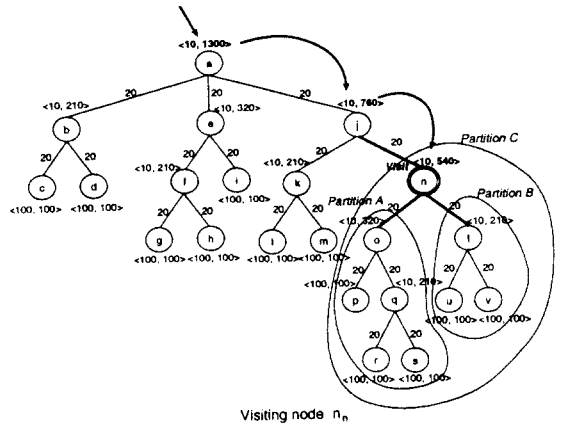 <10, 1300>
a
20 20 20
<10, 210> <10, 320> <10, 760>
b e j
20 Partition C
20 20 20 20 20 20
<10, 210> <10, 210> Visit <10, 540>
c d i k n
<100, 100> <100, 100> <100, 100>
20 20 20 20 Partition A 20 20 Partition B
<10, 320> <10, 210>
g h m o
<100, 100> <100, 100> <100, 100> <100, 100>
20 20 20 20
<100, 100> <10, 210>
p q u v
<100, 100> <100, 100>
20 20
r s
<100, 100> <100, 100>
Visiting node nn